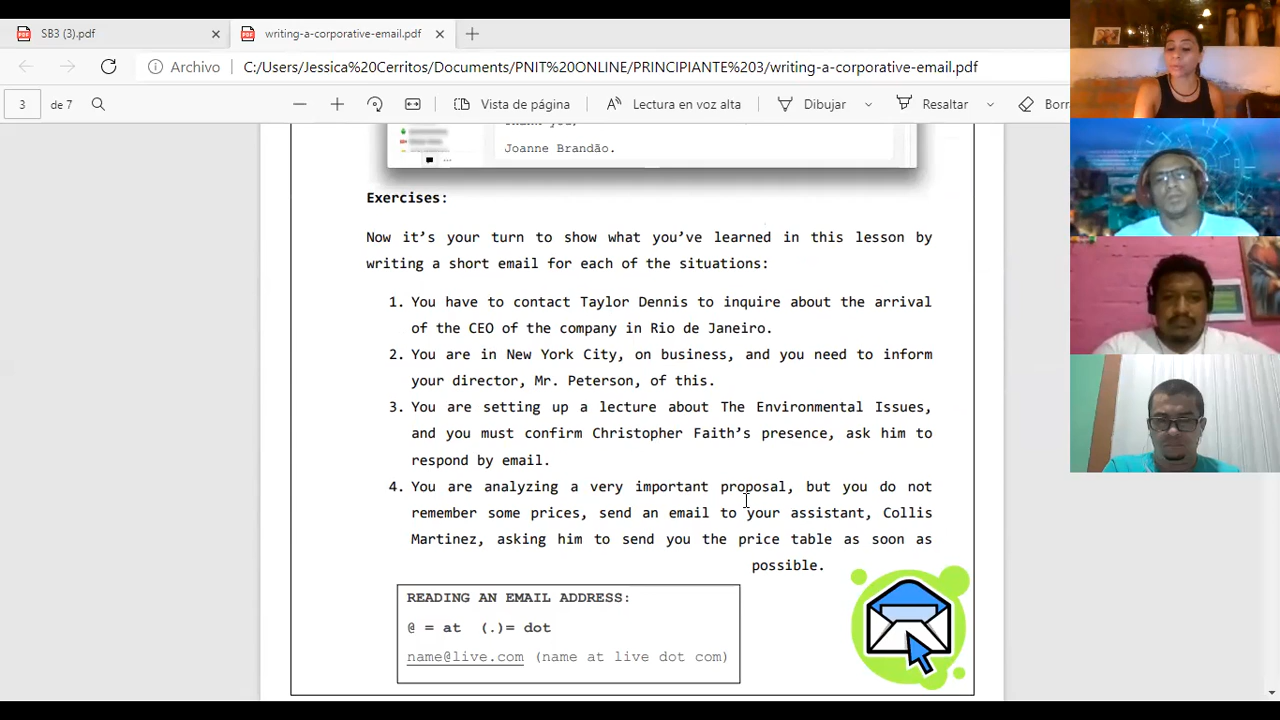 SB3 (3).pdf
writing-a-corporative-email.pdf
Archivo
C:/Users/Jessica%20Cerritos/Documents/PNIT%20ONLINE/PRINCIPIANTE%203/writing-a-corporative-email.pdf
3 de 7
Vista de página
Lectura en voz alta
Dibujar
Resaltar
Joanne Brandão.
Exercises:
Now it’s your turn to show what you’ve learned in this lesson by
writing a short email for each of the situations:
1. You have to contact Taylor Dennis to inquire about the arrival
of the CEO of the company in Rio de Janeiro.
2. You are in New York City, on business, and you need to inform
your director, Mr. Peterson, of this.
3. You are setting up a lecture about The Environmental Issues,
and you must confirm Christopher Faith’s presence, ask him to
respond by email.
4. You are analyzing a very important proposal, but you do not
remember some prices, send an email to your assistant, Collis
Martinez, asking him to send you the price table as soon as
possible.
READING AN EMAIL ADDRESS:
@ = at (.)= dot
name@live.com (name at live dot com)